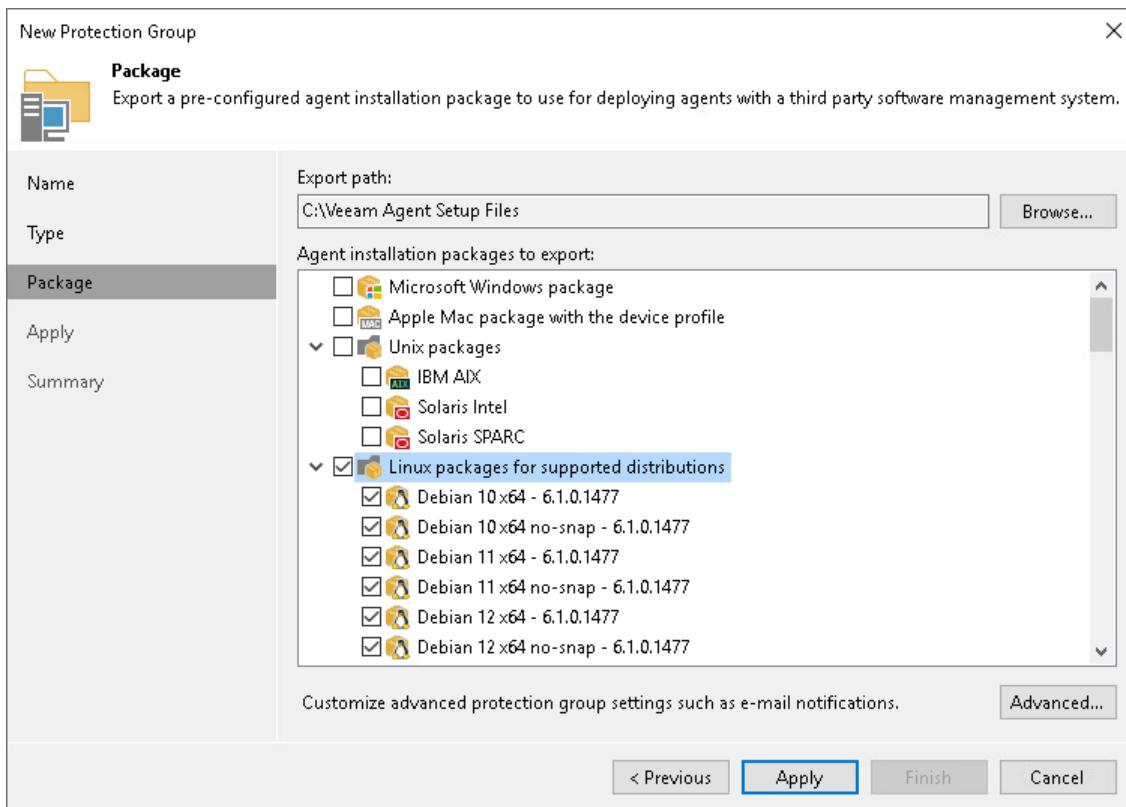 New Protection Group
Package
Export a pre-configured agent installation package to use for deploying agents with a third party software management system.
Name
Type
Package
Apply
Summary
Export path:
C:\Veeam Agent Setup Files
Browse...
Agent installation packages to export:
Microsoft Windows package
MAC
Apple Mac package with the device profile
Unix packages
AIX
IBM AIX
Solaris Intel
Solaris SPARC
Linux packages for supported distributions
Debian 10 x64 - 6.1.0.1477
Debian 10 x64 no-snap - 6.1.0.1477
Debian 11 x64 - 6.1.0.1477
Debian 11 x64 no-snap - 6.1.0.1477
Debian 12 x64 - 6.1.0.1477
Debian 12 x64 no-snap - 6.1.0.1477
Customize advanced protection group settings such as e-mail notifications.
Advanced...
< Previous
Apply
Finish
Cancel